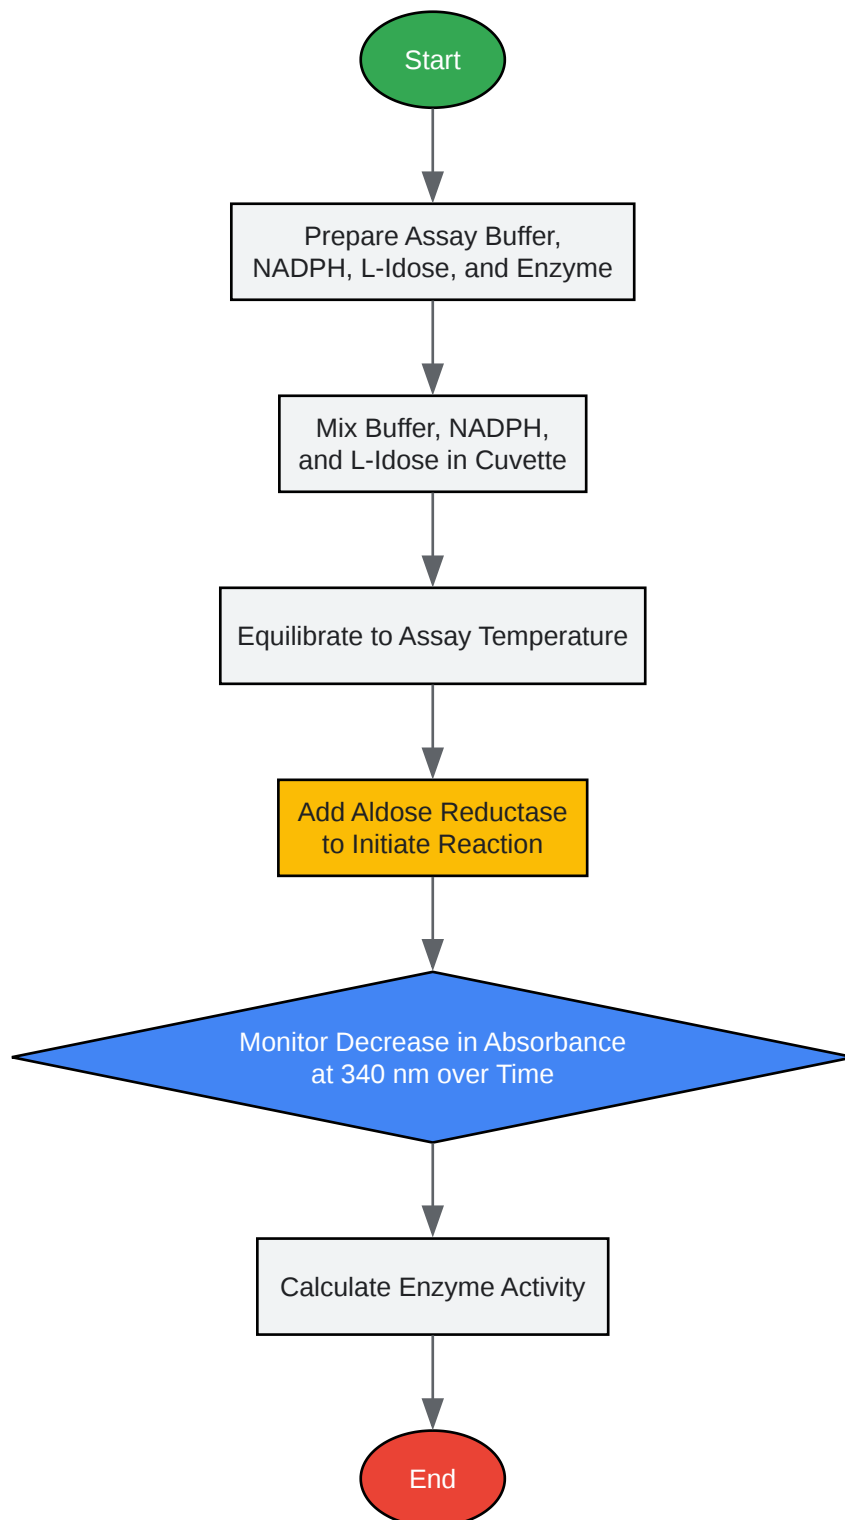 Start
Prepare Assay Buffer,
NADPH, L-Idose, and Enzyme
Mix Buffer, NADPH,
and L-Idose in Cuvette
Equilibrate to Assay Temperature
Add Aldose Reductase
to Initiate Reaction
Monitor Decrease in Absorbance
at 340 nm over Time
Calculate Enzyme Activity
End